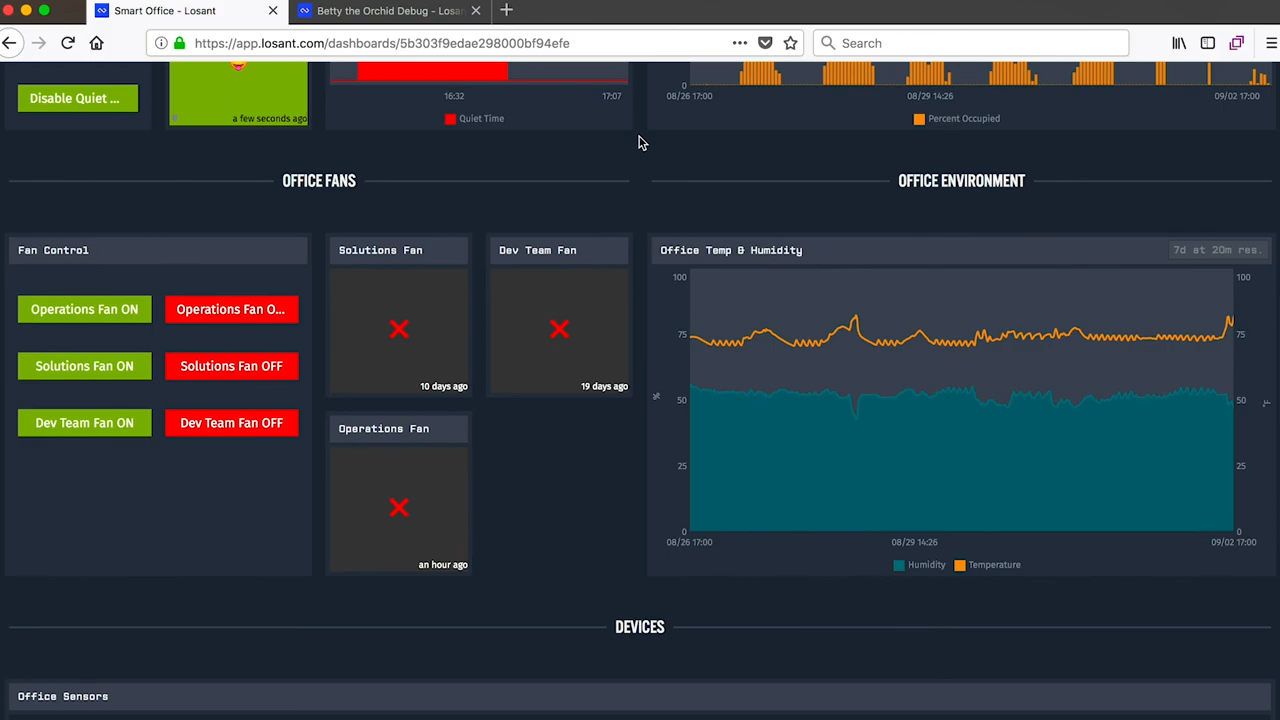 Smart Office - Losant
Betty the Orchid Debug - Losa
https://app.losant.com/dashboards/5b303f9edae298000bf94efe
Search
Disable Quiet ...
a few seconds ago
16:32
17:07
Quiet Time
0
08/26 17:00
08/29 14:26
09/02 17:00
Percent Occupied
OFFICE FANS
OFFICE ENVIRONMENT
Fan Control
Operations Fan ON
Operations Fan O...
Solutions Fan ON
Solutions Fan OFF
Dev Team Fan ON
Dev Team Fan OFF
Solutions Fan
10 days ago
Dev Team Fan
19 days ago
Operations Fan
an hour ago
Office Temp & Humidity
7d at 20m res.
100
75
50
25
0
%
100
75
50
25
0
°F
08/26 17:00
08/29 14:26
09/02 17:00
Humidity
Temperature
DEVICES
Office Sensors